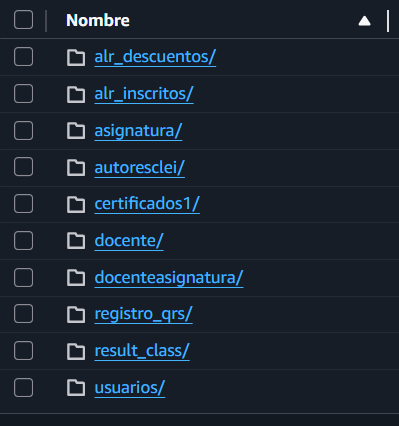 Nombre
alr_descuentos/
alr_inscritos/
asignatura/
autoresclei/
certificados1/
docente/
docenteasignatura/
registro_qrs/
result_class/
usuarios/